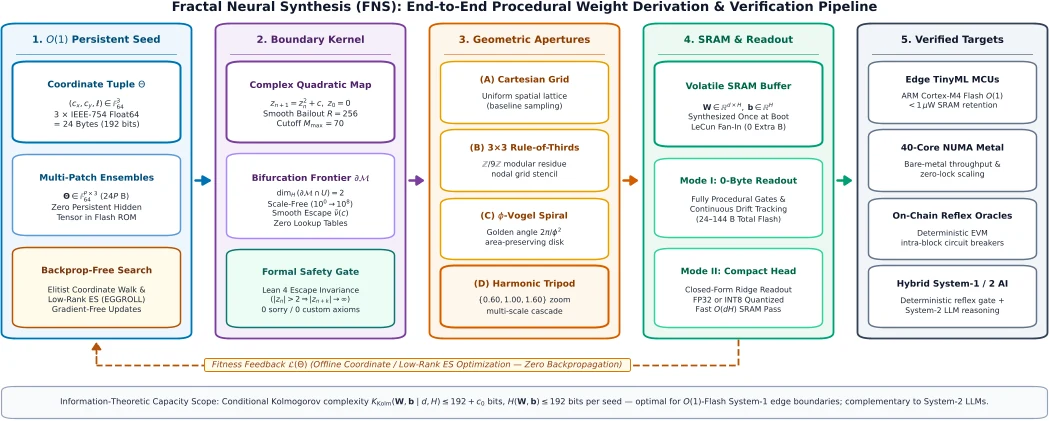 Fractal Neural Synthesis (FNS): End-to-End Procedural Weight Derivation & Verification Pipeline
1. O(1) Persistent Seed
Coordinate Tuple Θ
(cₓ, cᵧ, ℓ) ∈ 𝔽³₆₄
3 × IEEE-754 Float64
= 24 Bytes (192 bits)
Multi-Patch Ensembles
Θ ∈ 𝔽₆₄ᴾ ˣ ³ (24P B)
Zero Persistent Hidden
Tensor in Flash ROM
Backprop-Free Search
Elitist Coordinate Walk &
Low-Rank ES (EGGROLL)
Gradient-Free Updates
2. Boundary Kernel
Complex Quadratic Map
zₙ₊₁ = zₙ² + c, z₀ = 0
Smooth Bailout R = 256
Cutoff Mₘₐₓ = 70
Bifurcation Frontier ∂ℳ
dim_H(∂ℳ ∩ U) = 2
Scale-Free (10⁰ → 10⁸)
Smooth Escape ν̃(c)
Zero Lookup Tables
Formal Safety Gate
Lean 4 Escape Invariance
(|zₙ| > 2 ⇒ |zₙ₊ₖ| → ∞)
0 sorry / 0 custom axioms
3. Geometric Apertures
(A) Cartesian Grid
Uniform spatial lattice
(baseline sampling)
(B) 3×3 Rule-of-Thirds
ℤ/9ℤ modular residue
nodal grid stencil
(C) ϕ-Vogel Spiral
Golden angle 2π/ϕ²
area-preserving disk
(D) Harmonic Tripod
{0.60, 1.00, 1.60} zoom
multi-scale cascade
4. SRAM & Readout
Volatile SRAM Buffer
W ∈ ℝᵈ ˣ ᴴ, b ∈ ℝᴴ
Synthesized Once at Boot
LeCun Fan-In (0 Extra B)
Mode I: 0-Byte Readout
Fully Procedural Gates &
Continuous Drift Tracking
(24–144 B Total Flash)
Mode II: Compact Head
Closed-Form Ridge Readout
FP32 or INT8 Quantized
Fast O(dH) SRAM Pass
5. Verified Targets
Edge TinyML MCUs
ARM Cortex-M4 Flash O(1)
< 1 μW SRAM retention
40-Core NUMA Metal
Bare-metal throughput &
zero-lock scaling
On-Chain Reflex Oracles
Deterministic EVM
intra-block circuit breakers
Hybrid System-1 / 2 AI
Deterministic reflex gate +
System-2 LLM reasoning
Fitness Feedback ℒ(Θ) (Offline Coordinate / Low-Rank ES Optimization — Zero Backpropagation)
Information-Theoretic Capacity Scope: Conditional Kolmogorov complexity K_Kolm(W, b | d, H) ≤ 192 + c₀ bits, H(W, b) ≤ 192 bits per seed — optimal for O(1)-Flash System-1 edge boundaries; complementary to System-2 LLMs.